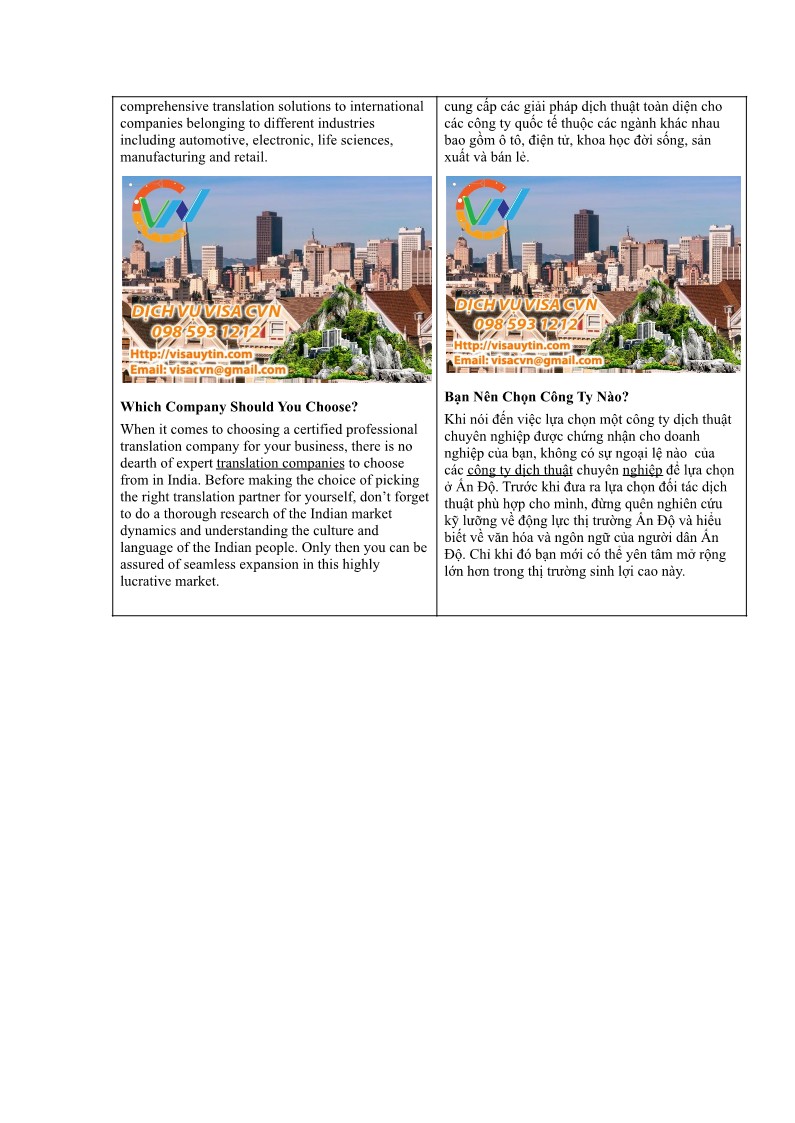 comprehensive translation solutions to international
companies belonging to different industries
including automotive, electronic, life sciences,
manufacturing and retail.
CVN
DỊCH VỤ VISA CVN
098 593 1212
Http://visauytin.com
Email: visacvn@gmail.com
Which Company Should You Choose?
When it comes to choosing a certified professional
translation company for your business, there is no
dearth of expert translation companies to choose
from in India. Before making the choice of picking
the right translation partner for yourself, don't forget
to do a thorough research of the Indian market
dynamics and understanding the culture and
language of the Indian people. Only then you can be
assured of seamless expansion in this highly
lucrative market.
cung cấp các giải pháp dịch thuật toàn diện cho
các công ty quốc tế thuộc các ngành khác nhau
bao gồm ô tô, điện tử, khoa học đời sống, sản
xuất và bán lẻ.
CVN
DỊCH VỤ VISA CVN
098 593 1212
Http://visauytin.com
Email: visacvn@gmail.com
Bạn Nên Chọn Công Ty Nào?
Khi nói đến việc lựa chọn một công ty dịch thuật
chuyên nghiệp được chứng nhận cho doanh
nghiệp của bạn, không có sự ngoại lệ nào  của
các công ty dịch thuật chuyên nghiệp để lựa chọn
ở Ấn Độ. Trước khi đưa ra lựa chọn đối tác dịch
thuật phù hợp cho mình, đừng quên nghiên cứu
kỹ lưỡng về động lực thị trường Ấn Độ và hiểu
biết về văn hóa và ngôn ngữ của người dân Ấn
Độ. Chỉ khi đó bạn mới có thể yên tâm mở rộng
lớn hơn trong thị trường sinh lợi cao này.